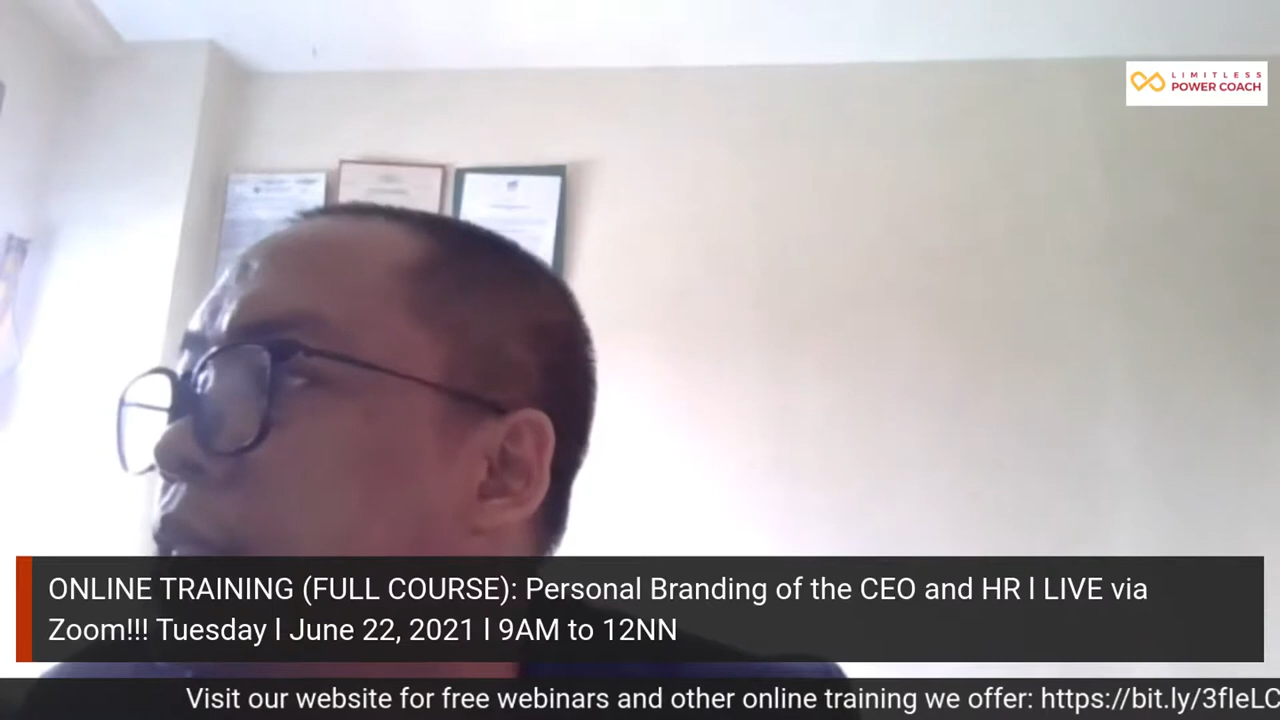 LIMITLESS
POWER COACH
ONLINE TRAINING (FULL COURSE): Personal Branding of the CEO and HR l LIVE via
Zoom!!! Tuesday l June 22, 2021 l 9AM to 12NN
Visit our website for free webinars and other online training we offer: https://bit.ly/3fIeLC